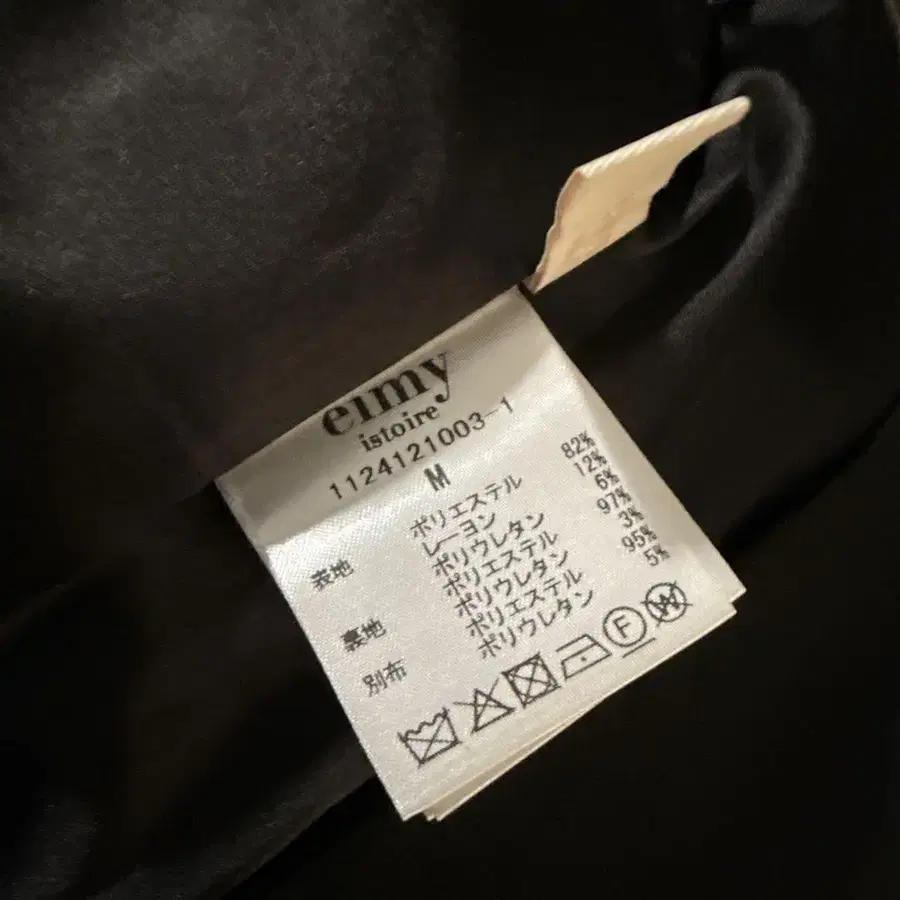 eimy
istoire
1124121003-1
M
表地 ポリエステル 82%
レーヨン 12%
ポリウレタン 6%
裏地 ポリエステル 97%
ポリウレタン 3%
別布 ポリエステル 95%
ポリウレタン 5%
F W